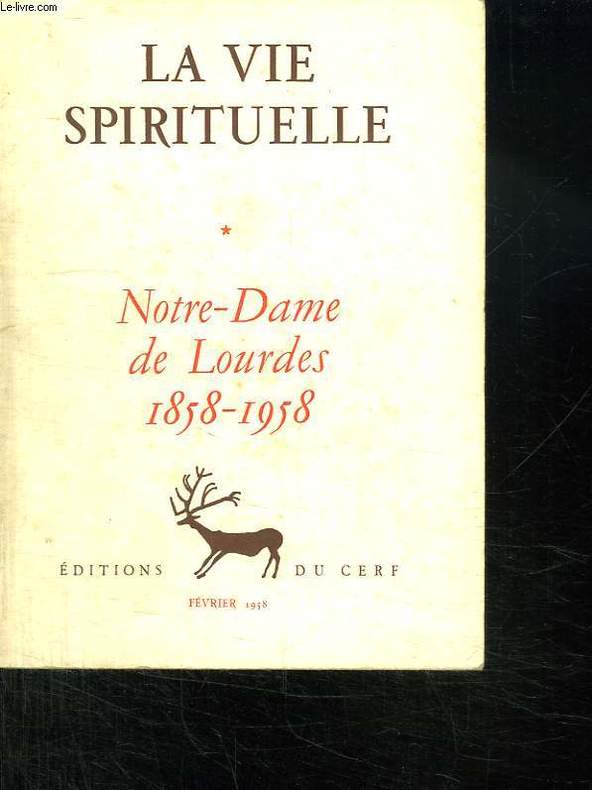 Le-livre.com
LA VIE
SPIRITUELLE
*
Notre-Dame
de Lourdes
1858-1958
ÉDITIONS DU CERF
FÉVRIER 1958